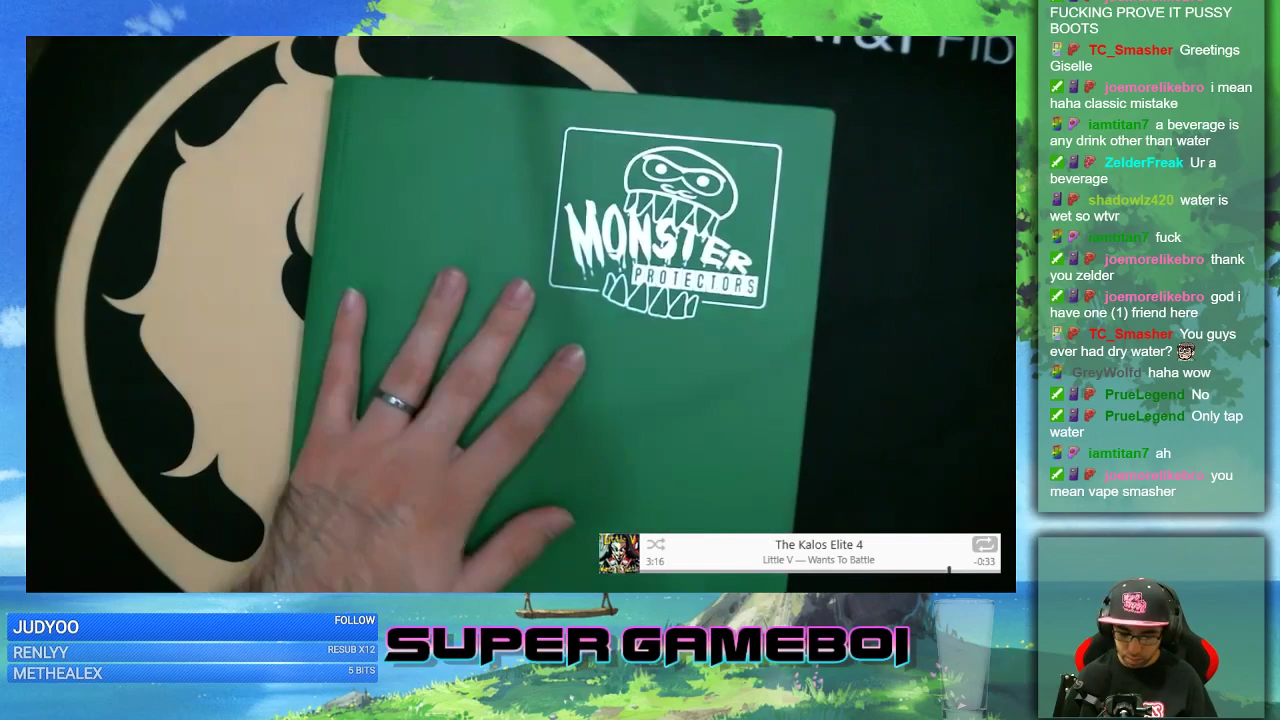 AT&T Fib
MONSTER
PROTECTORS
The Kalos Elite 4
3:16
Little V — Wants To Battle
-0:33
FUCKING PROVE IT PUSSY
BOOTS
TC_Smasher Greetings
Giselle
joemorelikebro i mean
haha classic mistake
iamtitan7 a beverage is
any drink other than water
ZelderFreak Ur a
beverage
shadowlz420 water is
wet so wtvr
iamtitan7 fuck
joemorelikebro thank
you zelder
joemorelikebro god i
have one (1) friend here
TC_Smasher You guys
ever had dry water?
GreyWolfd haha wow
PrueLegend No
PrueLegend Only tap
water
iamtitan7 ah
joemorelikebro you
mean vape smasher
JUDYOO FOLLOW
RENLYY RESUB X12
METHEALEX 5 BITS
SUPER GAMEBOI